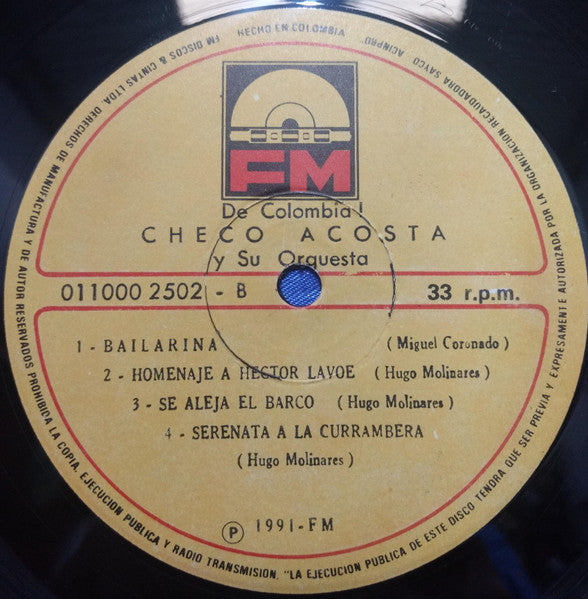 FM
De Colombia!
CHECO ACOSTA
y Su Orquesta
011000 2502 - B
33 r.p.m.
1 - BAILARINA (Miguel Coronado)
2 - HOMENAJE A HECTOR LAVOE (Hugo Molinares)
3 - SE ALEJA EL BARCO (Hugo Molinares)
4 - SERENATA A LA CURRAMBERA
(Hugo Molinares)
Ⓟ 1991-FM
FM DISCOS & CINTAS LTDA. DERECHOS DE MANUFACTURA Y DE AUTOR RESERVADOS PROHIBIDA LA COPIA, EJECUCION PUBLICA Y RADIO TRANSMISION, "LA EJECUCION PUBLICA DE ESTE DISCO TENDRA QUE SER PREVIA Y EXPRESAMENTE AUTORIZADA POR LA ORGANIZACION RECAUDADORA SAYCO ACINPRO"
HECHO EN COLOMBIA